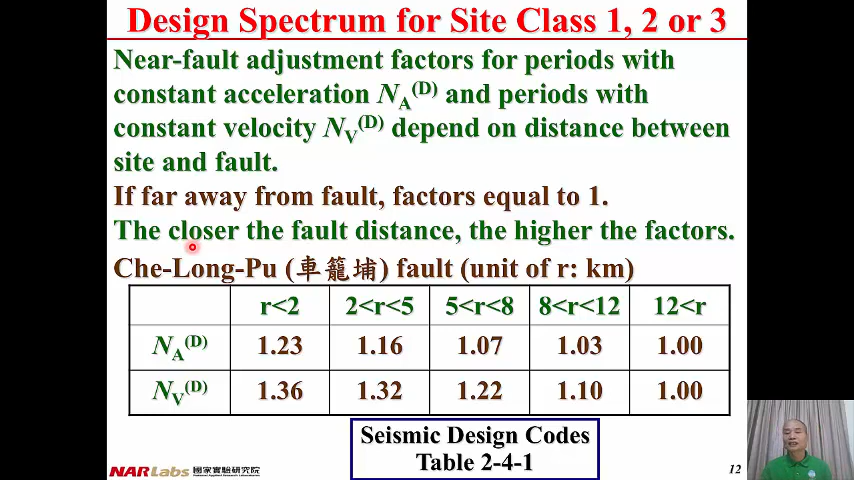 Design Spectrum for Site Class 1, 2 or 3
Near-fault adjustment factors for periods with
constant acceleration N_A^(D) and periods with
constant velocity N_V^(D) depend on distance between
site and fault.
If far away from fault, factors equal to 1.
The closer the fault distance, the higher the factors.
Che-Long-Pu (車籠埔) fault (unit of r: km)
r<2 2<r<5 5<r<8 8<r<12 12<r
N_A^(D) 1.23 1.16 1.07 1.03 1.00
N_V^(D) 1.36 1.32 1.22 1.10 1.00
Seismic Design Codes
Table 2-4-1
NARLabs 國家實驗研究院
12